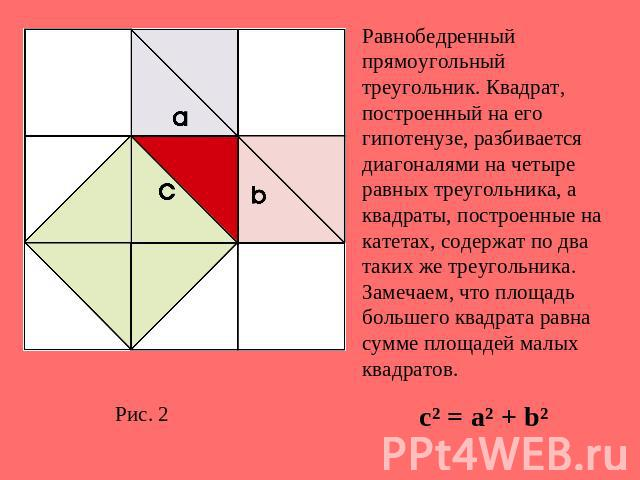 a
c
b
Равнобедренный
прямоугольный
треугольник. Квадрат,
построенный на его
гипотенузе, разбивается
диагоналями на четыре
равных треугольника, а
квадраты, построенные на
катетах, содержат по два
таких же треугольника.
Замечаем, что площадь
большего квадрата равна
сумме площадей малых
квадратов.
Рис. 2
c² = a² + b²
PPt4WEB.ru